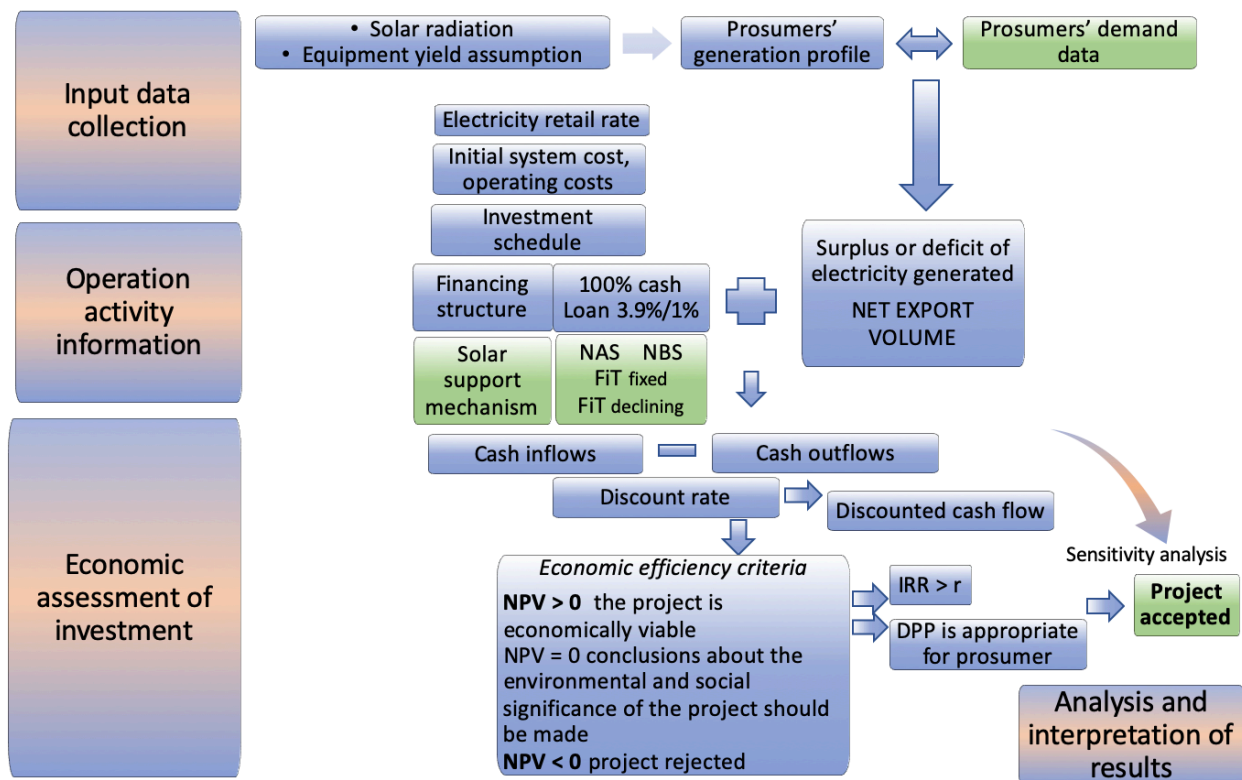 Input data
collection
• Solar radiation
• Equipment yield assumption
Prosumers’
generation profile
Prosumers’ demand
data
Electricity retail rate
Initial system cost,
operating costs
Investment
schedule
Operation
activity
information
Financing
structure
100% cash
Loan 3.9%/1%
Surplus or deficit of
electricity generated
NET EXPORT
VOLUME
Solar
support
mechanism
NAS NBS
FiT fixed
FiT declining
Economic
assessment of
investment
Cash inflows
Cash outflows
Discount rate
Discounted cash flow
Economic efficiency criteria
NPV > 0 the project is
economically viable
NPV = 0 conclusions about the
environmental and social
significance of the project should
be made
NPV < 0 project rejected
IRR > r
DPP is appropriate
for prosumer
Sensitivity analysis
Project
accepted
Analysis and
interpretation of
results